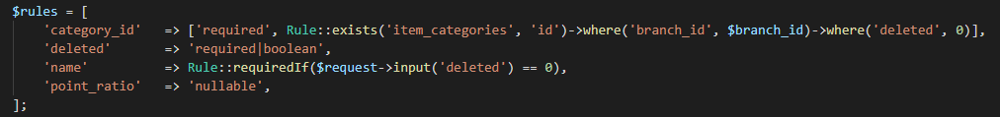 $rules = [
    'category_id'   => ['required', Rule::exists('item_categories', 'id')->where('branch_id', $branch_id)->where('deleted', 0)],
    'deleted'       => 'required|boolean',
    'name'          => Rule::requiredIf($request->input('deleted') == 0),
    'point_ratio'   => 'nullable',
];